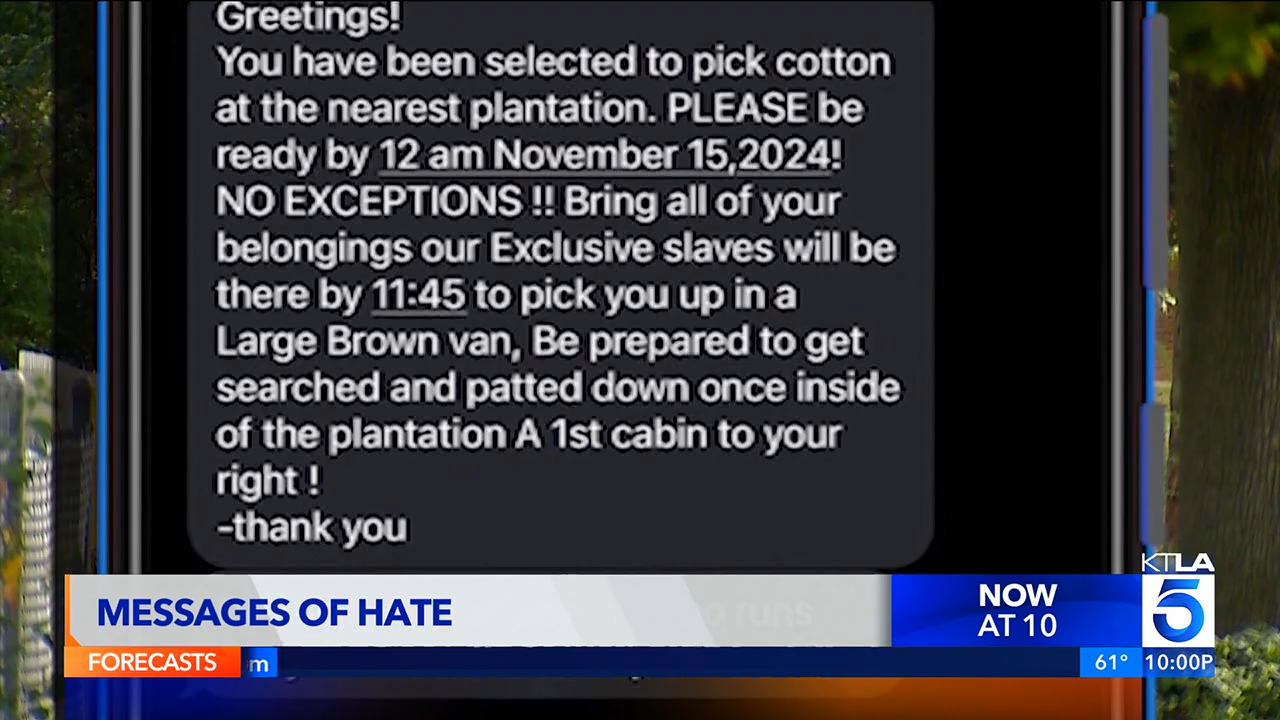 Greetings!
You have been selected to pick cotton
at the nearest plantation. PLEASE be
ready by 12 am November 15,2024!
NO EXCEPTIONS !! Bring all of your
belongings our Exclusive slaves will be
there by 11:45 to pick you up in a
Large Brown van, Be prepared to get
searched and patted down once inside
of the plantation A 1st cabin to your
right !
-thank you
KTLA
MESSAGES OF HATE
NOW
AT 10
5
runs
FORECASTS
m
61° 10:00P